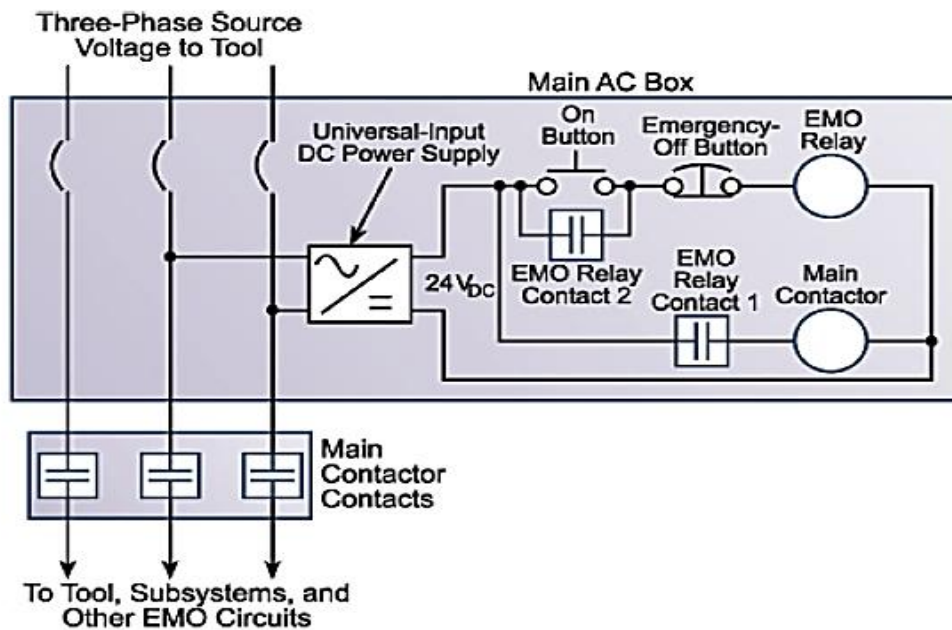 Three-Phase Source
Voltage to Tool
Main AC Box
Universal-Input
DC Power Supply
On
Button
Emergency-
Off Button
EMO
Relay
24VDC
EMO Relay
Contact 2
EMO
Relay
Contact 1
Main
Contactor
Main
Contactor
Contacts
To Tool, Subsystems, and
Other EMO Circuits